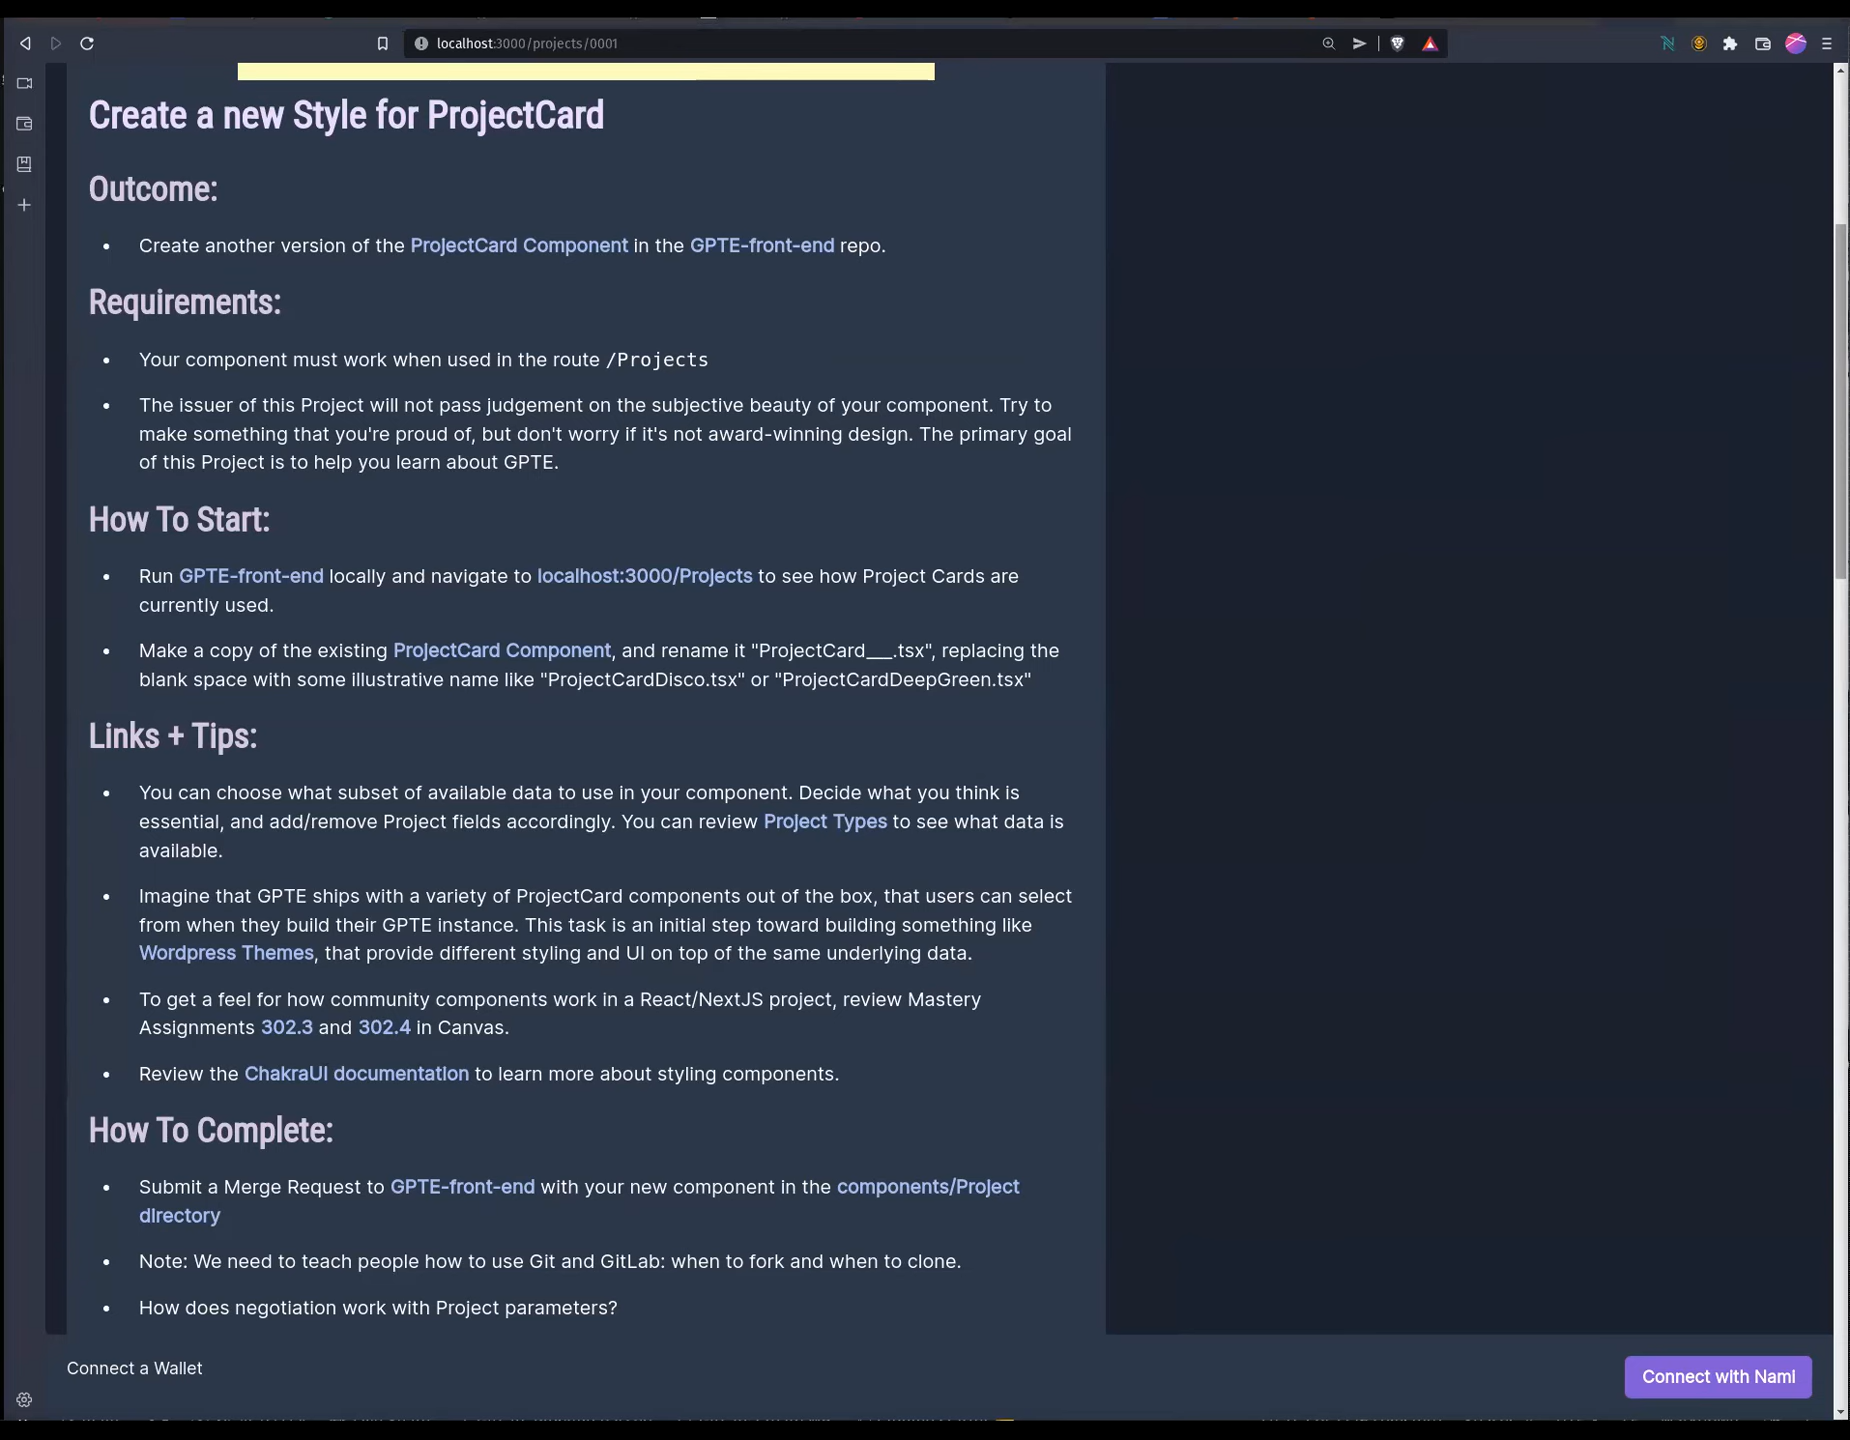 localhost:3000/projects/0001
Create a new Style for ProjectCard
Outcome:
• Create another version of the ProjectCard Component in the GPTE-front-end repo.
Requirements:
• Your component must work when used in the route /Projects
• The issuer of this Project will not pass judgement on the subjective beauty of your component. Try to
make something that you're proud of, but don't worry if it's not award-winning design. The primary goal
of this Project is to help you learn about GPTE.
How To Start:
• Run GPTE-front-end locally and navigate to localhost:3000/Projects to see how Project Cards are
currently used.
• Make a copy of the existing ProjectCard Component, and rename it "ProjectCard___.tsx", replacing the
blank space with some illustrative name like "ProjectCardDisco.tsx" or "ProjectCardDeepGreen.tsx"
Links + Tips:
• You can choose what subset of available data to use in your component. Decide what you think is
essential, and add/remove Project fields accordingly. You can review Project Types to see what data is
available.
• Imagine that GPTE ships with a variety of ProjectCard components out of the box, that users can select
from when they build their GPTE instance. This task is an initial step toward building something like
Wordpress Themes, that provide different styling and UI on top of the same underlying data.
• To get a feel for how community components work in a React/NextJS project, review Mastery
Assignments 302.3 and 302.4 in Canvas.
• Review the ChakraUI documentation to learn more about styling components.
How To Complete:
• Submit a Merge Request to GPTE-front-end with your new component in the components/Project
directory
• Note: We need to teach people how to use Git and GitLab: when to fork and when to clone.
• How does negotiation work with Project parameters?
Connect a Wallet
Connect with Nami